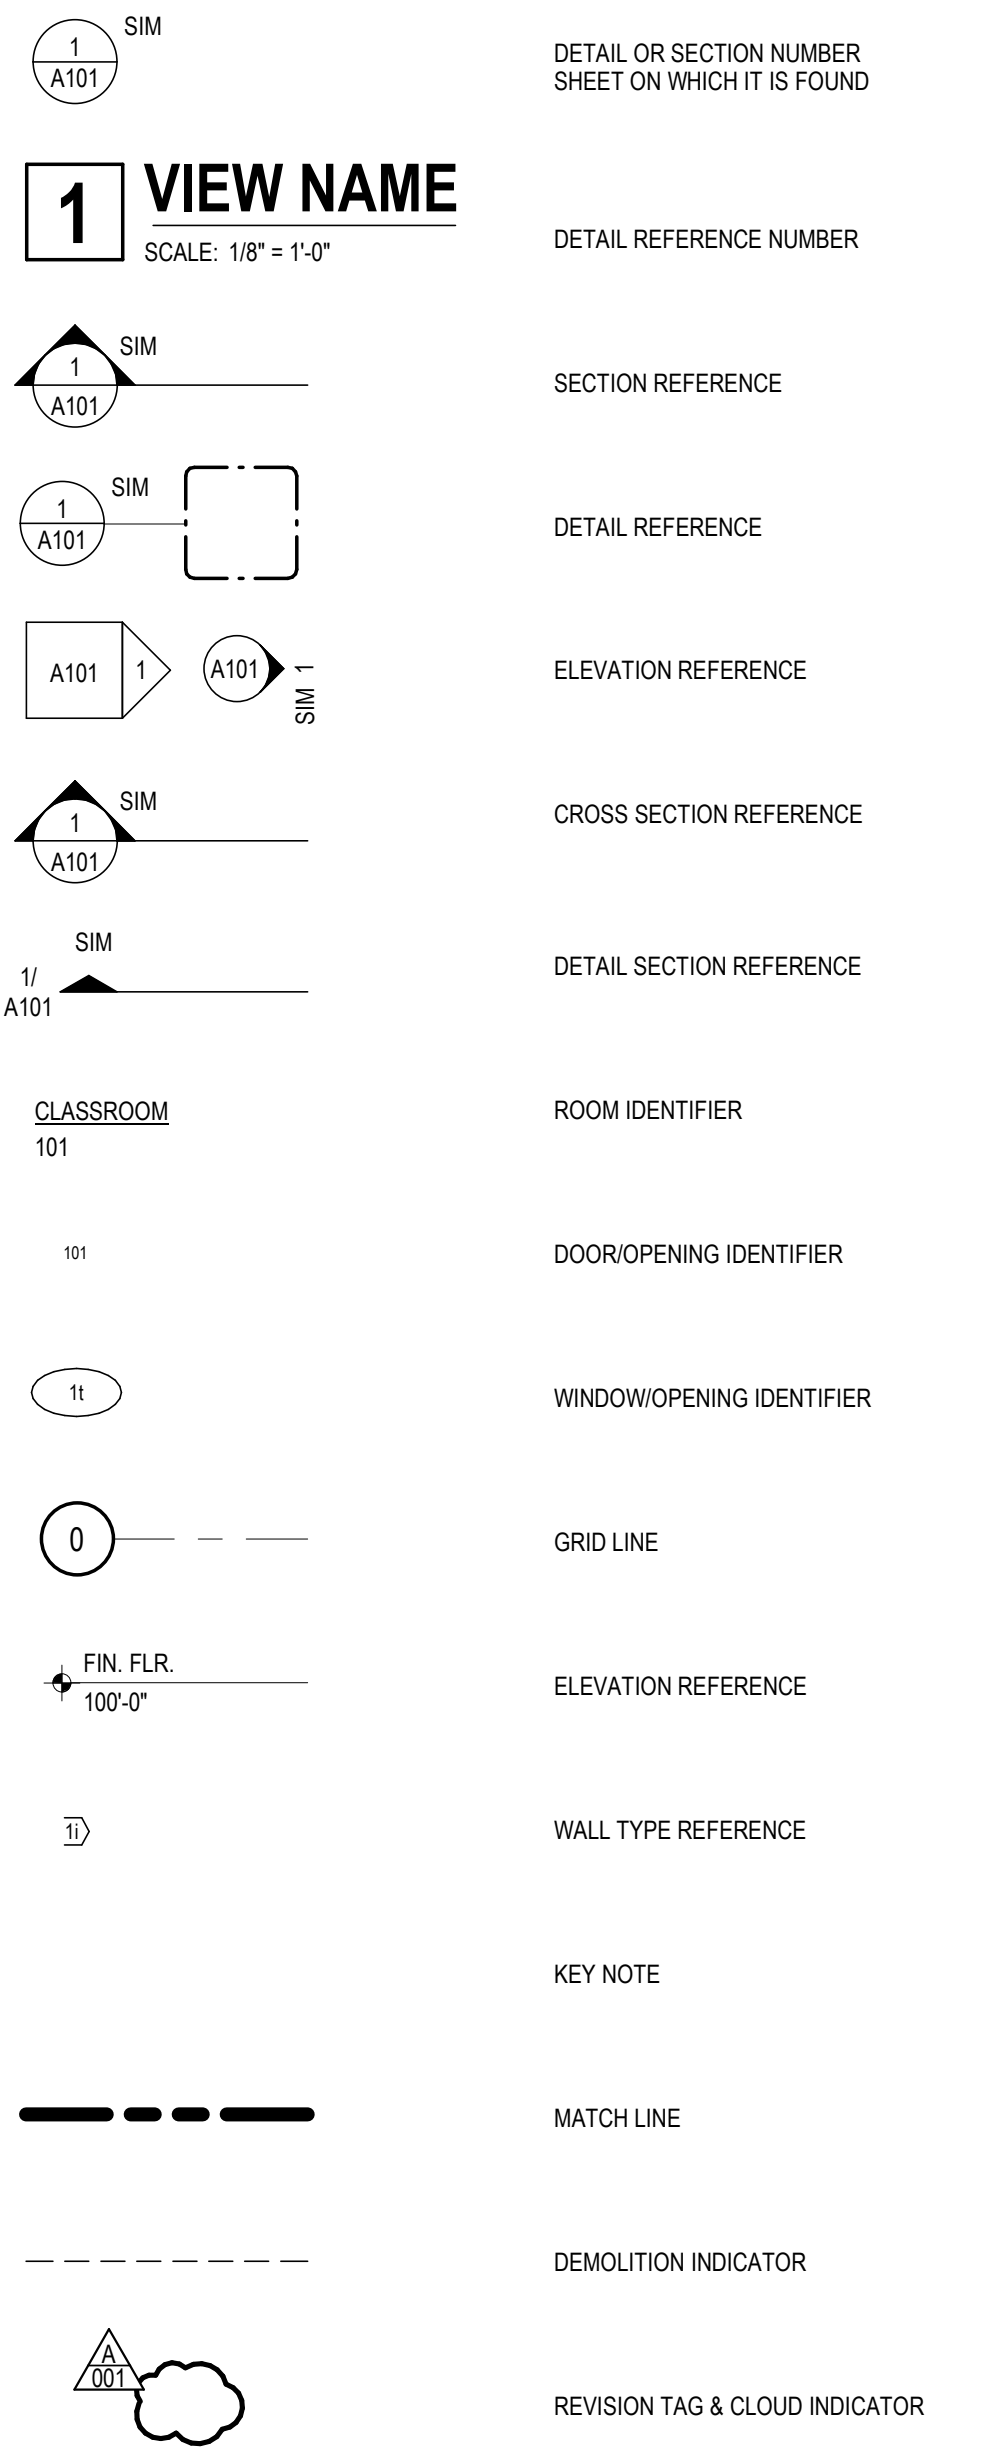 SIM
1
A101
DETAIL OR SECTION NUMBER
SHEET ON WHICH IT IS FOUND
1
VIEW NAME
SCALE: 1/8" = 1'-0"
DETAIL REFERENCE NUMBER
SIM
1
A101
SECTION REFERENCE
SIM
1
A101
DETAIL REFERENCE
A101
1
A101
SIM 1
ELEVATION REFERENCE
SIM
1
A101
CROSS SECTION REFERENCE
SIM
1/
A101
DETAIL SECTION REFERENCE
CLASSROOM
101
ROOM IDENTIFIER
101
DOOR/OPENING IDENTIFIER
1t
WINDOW/OPENING IDENTIFIER
0
GRID LINE
FIN. FLR.
100'-0"
ELEVATION REFERENCE
1i
WALL TYPE REFERENCE
KEY NOTE
MATCH LINE
DEMOLITION INDICATOR
A
001
REVISION TAG & CLOUD INDICATOR